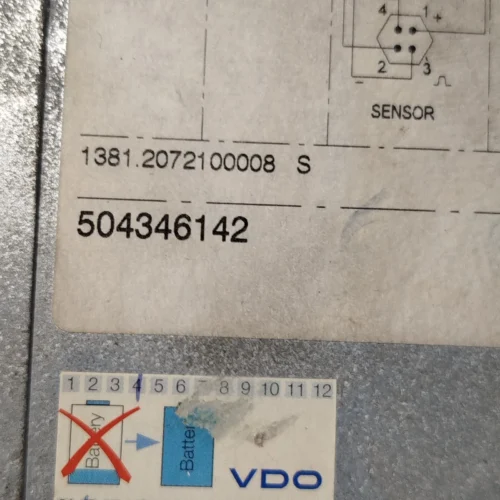 4 1 +
2 3
–
SENSOR
1381.2072100008 S
504346142
1 2 3 4 5 6 7 8 9 10 11 12
Battery
Batter
VDO